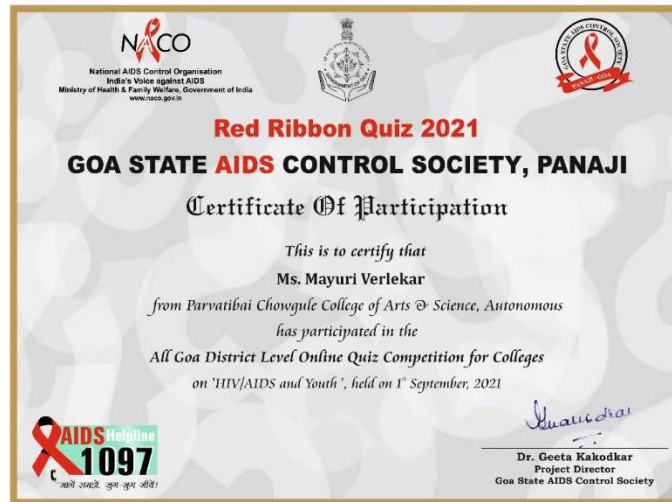 NACO
National AIDS Control Organisation
India's Voice against AIDS
Ministry of Health & Family Welfare, Government of India
www.naco.gov.in
GOA STATE AIDS CONTROL SOCIETY
PANAJI - GOA
Red Ribbon Quiz 2021
GOA STATE AIDS CONTROL SOCIETY, PANAJI
Certificate Of Participation
This is to certify that
Ms. Mayuri Verlekar
from Parvatibai Chowgule College of Arts & Science, Autonomous
has participated in the
All Goa District Level Online Quiz Competition for Colleges
on 'HIV/AIDS and Youth ', held on 1st September, 2021
AIDS Helpline
1097
जानें समझें, जुग-जुग जीयें!
Dr. Geeta Kakodkar
Project Director
Goa State AIDS Control Society